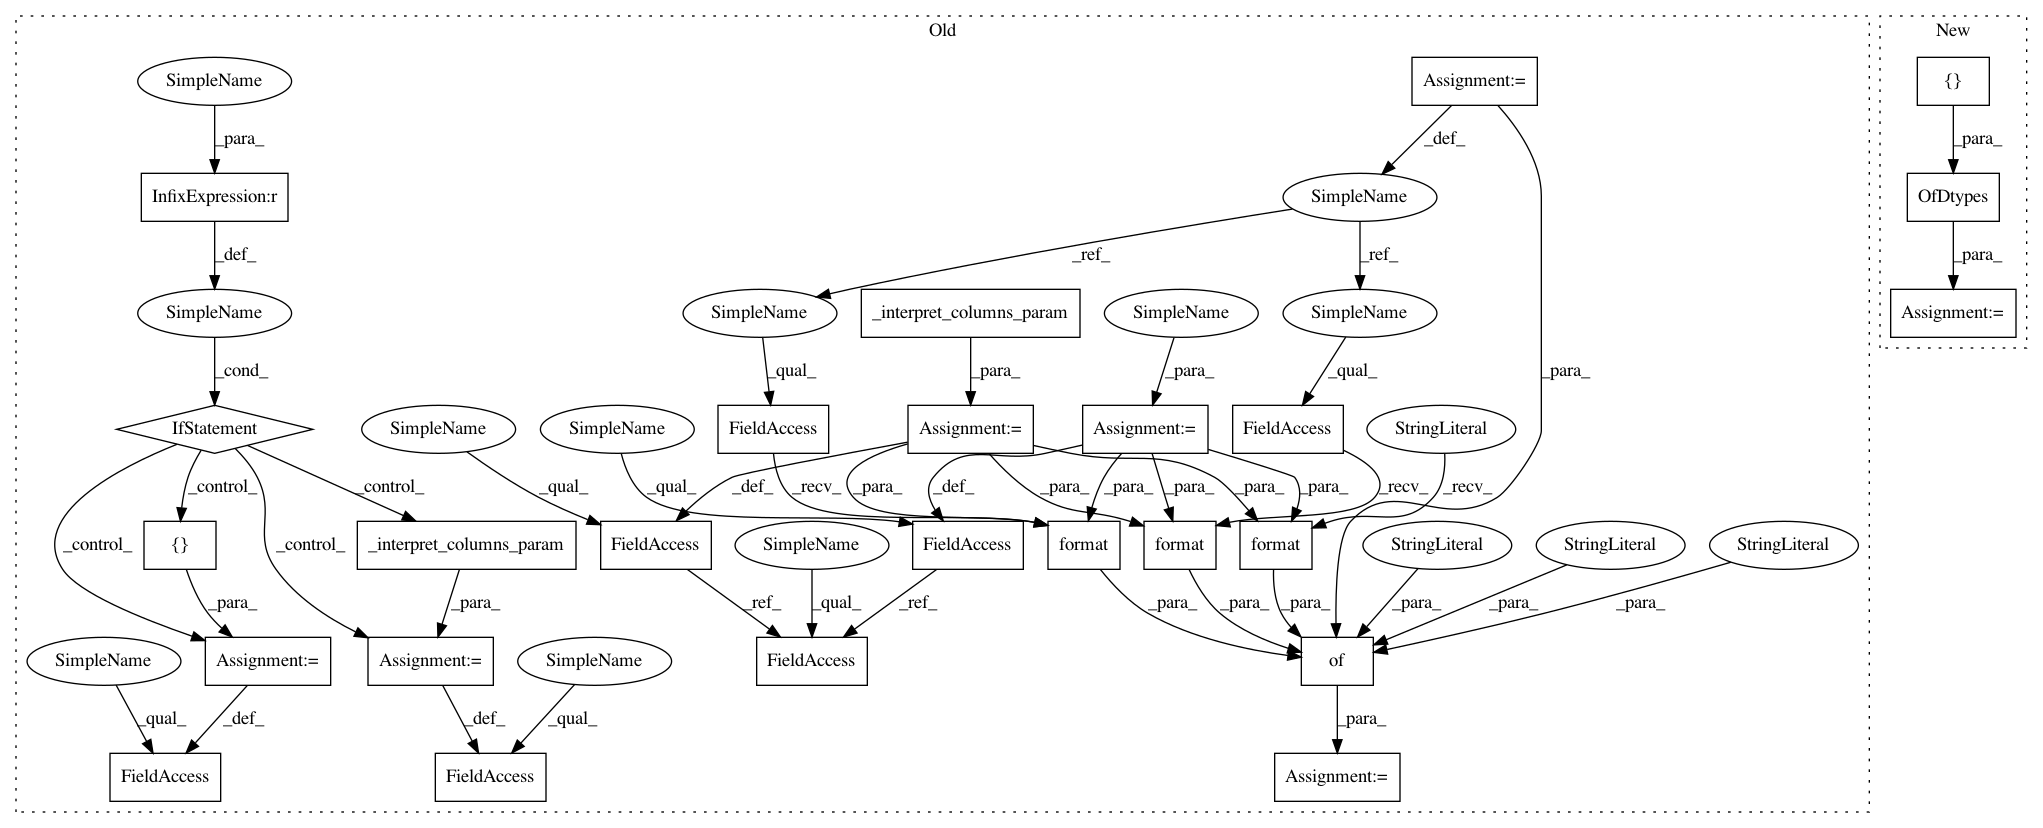 Old
New
SimpleName
Assignment:=
{}
_para_
_def_
_para_
InfixExpression:r
SimpleName
OfDtypes
_def_
_ref_
_ref_
_para_
SimpleName
SimpleName
_interpret_columns_param
SimpleName
SimpleName
Assignment:=
_cond_
_qual_
_para_
_para_
_qual_
_para_
IfStatement
SimpleName
SimpleName
FieldAccess
Assignment:=
Assignment:=
FieldAccess
StringLiteral
_control_
_control_
_qual_
_qual_
_def_
_recv_
_para_
_def_
_para_
_para_
_para_
_para_
_para_
_recv_
_recv_
_control_
{}
_control_
_interpret_columns_param
FieldAccess
SimpleName
FieldAccess
format
format
format
StringLiteral
StringLiteral
StringLiteral
_para_
_para_
_ref_
_qual_
_ref_
_para_
_para_
_para_
_para_
_para_
_para_
SimpleName
Assignment:=
Assignment:=
SimpleName
FieldAccess
of
_qual_
_def_
_def_
_qual_
_para_
FieldAccess
FieldAccess
Assignment:=